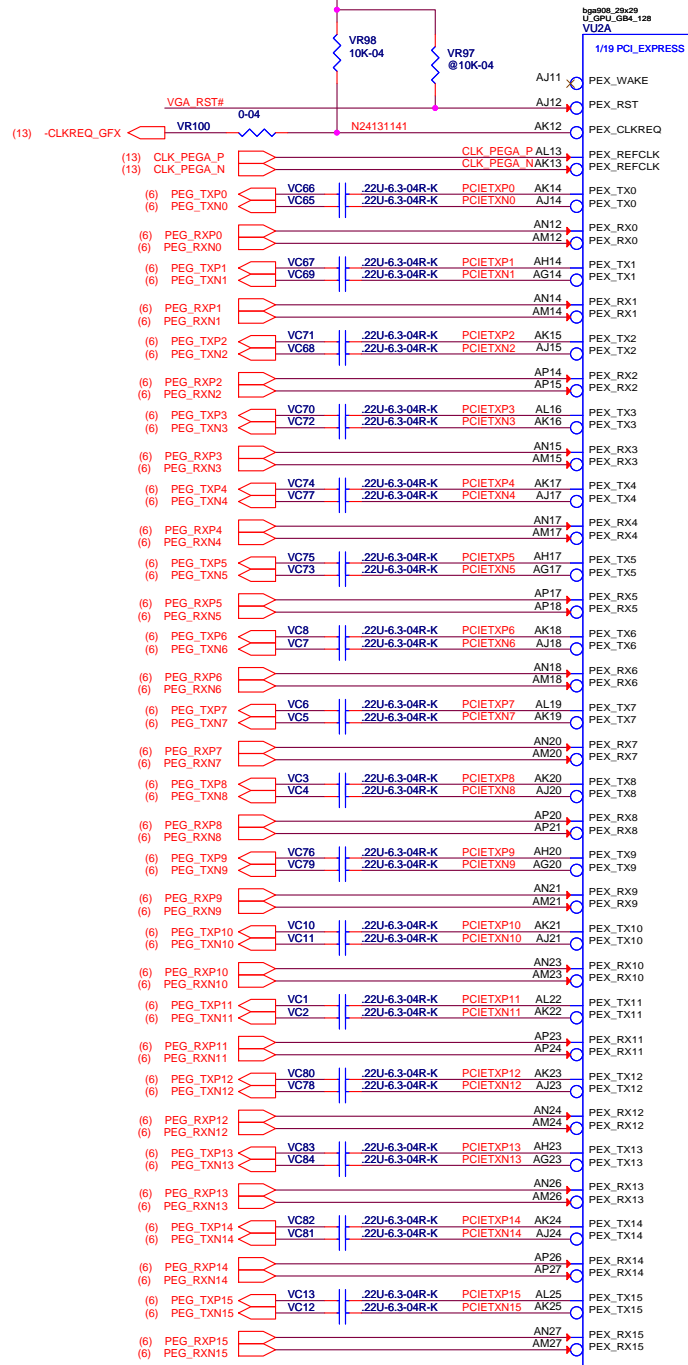 bga908_29x29
U_GPU_GB4_128
VU2A
1/19 PCI_EXPRESS
VR98
10K-04
VR97
@10K-04
AJ11 PEX_WAKE
VGA_RST# AJ12 PEX_RST
(13) -CLKREQ_GFX VR100 0-04 N24131141 AK12 PEX_CLKREQ
(13) CLK_PEGA_P CLK_PEGA_P AL13 PEX_REFCLK
(13) CLK_PEGA_N CLK_PEGA_N AK13 PEX_REFCLK
(6) PEG_TXP0 VC66 .22U-6.3-04R-K PCIETXP0 AK14 PEX_TX0
(6) PEG_TXN0 VC65 .22U-6.3-04R-K PCIETXN0 AJ14 PEX_TX0
(6) PEG_RXP0 AN12 PEX_RX0
(6) PEG_RXN0 AM12 PEX_RX0
(6) PEG_TXP1 VC67 .22U-6.3-04R-K PCIETXP1 AH14 PEX_TX1
(6) PEG_TXN1 VC69 .22U-6.3-04R-K PCIETXN1 AG14 PEX_TX1
(6) PEG_RXP1 AN14 PEX_RX1
(6) PEG_RXN1 AM14 PEX_RX1
(6) PEG_TXP2 VC71 .22U-6.3-04R-K PCIETXP2 AK15 PEX_TX2
(6) PEG_TXN2 VC68 .22U-6.3-04R-K PCIETXN2 AJ15 PEX_TX2
(6) PEG_RXP2 AP14 PEX_RX2
(6) PEG_RXN2 AP15 PEX_RX2
(6) PEG_TXP3 VC70 .22U-6.3-04R-K PCIETXP3 AL16 PEX_TX3
(6) PEG_TXN3 VC72 .22U-6.3-04R-K PCIETXN3 AK16 PEX_TX3
(6) PEG_RXP3 AN15 PEX_RX3
(6) PEG_RXN3 AM15 PEX_RX3
(6) PEG_TXP4 VC74 .22U-6.3-04R-K PCIETXP4 AK17 PEX_TX4
(6) PEG_TXN4 VC77 .22U-6.3-04R-K PCIETXN4 AJ17 PEX_TX4
(6) PEG_RXP4 AN17 PEX_RX4
(6) PEG_RXN4 AM17 PEX_RX4
(6) PEG_TXP5 VC75 .22U-6.3-04R-K PCIETXP5 AH17 PEX_TX5
(6) PEG_TXN5 VC73 .22U-6.3-04R-K PCIETXN5 AG17 PEX_TX5
(6) PEG_RXP5 AP17 PEX_RX5
(6) PEG_RXN5 AP18 PEX_RX5
(6) PEG_TXP6 VC8 .22U-6.3-04R-K PCIETXP6 AK18 PEX_TX6
(6) PEG_TXN6 VC7 .22U-6.3-04R-K PCIETXN6 AJ18 PEX_TX6
(6) PEG_RXP6 AN18 PEX_RX6
(6) PEG_RXN6 AM18 PEX_RX6
(6) PEG_TXP7 VC6 .22U-6.3-04R-K PCIETXP7 AL19 PEX_TX7
(6) PEG_TXN7 VC5 .22U-6.3-04R-K PCIETXN7 AK19 PEX_TX7
(6) PEG_RXP7 AN20 PEX_RX7
(6) PEG_RXN7 AM20 PEX_RX7
(6) PEG_TXP8 VC3 .22U-6.3-04R-K PCIETXP8 AK20 PEX_TX8
(6) PEG_TXN8 VC4 .22U-6.3-04R-K PCIETXN8 AJ20 PEX_TX8
(6) PEG_RXP8 AP20 PEX_RX8
(6) PEG_RXN8 AP21 PEX_RX8
(6) PEG_TXP9 VC76 .22U-6.3-04R-K PCIETXP9 AH20 PEX_TX9
(6) PEG_TXN9 VC79 .22U-6.3-04R-K PCIETXN9 AG20 PEX_TX9
(6) PEG_RXP9 AN21 PEX_RX9
(6) PEG_RXN9 AM21 PEX_RX9
(6) PEG_TXP10 VC10 .22U-6.3-04R-K PCIETXP10 AK21 PEX_TX10
(6) PEG_TXN10 VC11 .22U-6.3-04R-K PCIETXN10 AJ21 PEX_TX10
(6) PEG_RXP10 AN23 PEX_RX10
(6) PEG_RXN10 AM23 PEX_RX10
(6) PEG_TXP11 VC1 .22U-6.3-04R-K PCIETXP11 AL22 PEX_TX11
(6) PEG_TXN11 VC2 .22U-6.3-04R-K PCIETXN11 AK22 PEX_TX11
(6) PEG_RXP11 AP23 PEX_RX11
(6) PEG_RXN11 AP24 PEX_RX11
(6) PEG_TXP12 VC80 .22U-6.3-04R-K PCIETXP12 AK23 PEX_TX12
(6) PEG_TXN12 VC78 .22U-6.3-04R-K PCIETXN12 AJ23 PEX_TX12
(6) PEG_RXP12 AN24 PEX_RX12
(6) PEG_RXN12 AM24 PEX_RX12
(6) PEG_TXP13 VC83 .22U-6.3-04R-K PCIETXP13 AH23 PEX_TX13
(6) PEG_TXN13 VC84 .22U-6.3-04R-K PCIETXN13 AG23 PEX_TX13
(6) PEG_RXP13 AN26 PEX_RX13
(6) PEG_RXN13 AM26 PEX_RX13
(6) PEG_TXP14 VC82 .22U-6.3-04R-K PCIETXP14 AK24 PEX_TX14
(6) PEG_TXN14 VC81 .22U-6.3-04R-K PCIETXN14 AJ24 PEX_TX14
(6) PEG_RXP14 AP26 PEX_RX14
(6) PEG_RXN14 AP27 PEX_RX14
(6) PEG_TXP15 VC13 .22U-6.3-04R-K PCIETXP15 AL25 PEX_TX15
(6) PEG_TXN15 VC12 .22U-6.3-04R-K PCIETXN15 AK25 PEX_TX15
(6) PEG_RXP15 AN27 PEX_RX15
(6) PEG_RXN15 AM27 PEX_RX15